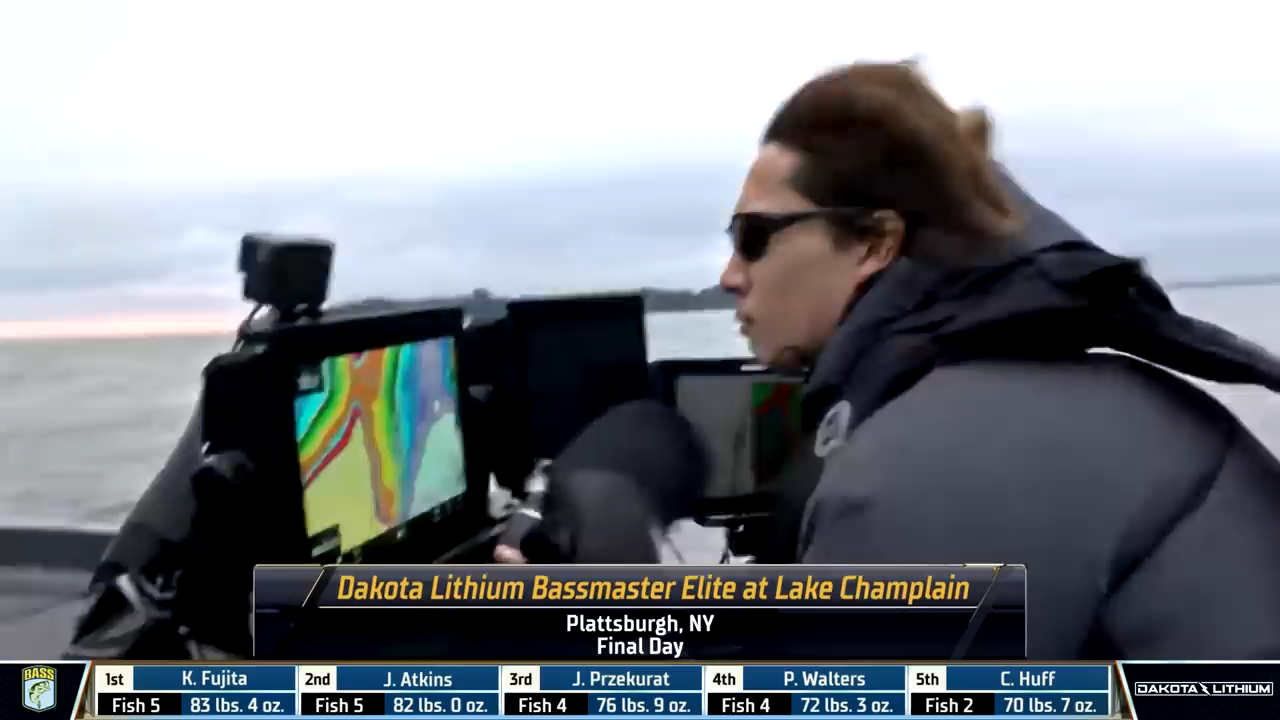 Dakota Lithium Bassmaster Elite at Lake Champlain
Plattsburgh, NY
Final Day
BASS
1st K. Fujita
Fish 5 83 lbs. 4 oz.
2nd J. Atkins
Fish 5 82 lbs. 0 oz.
3rd J. Przekurat
Fish 4 76 lbs. 9 oz.
4th P. Walters
Fish 4 72 lbs. 3 oz.
5th C. Huff
Fish 2 70 lbs. 7 oz.
DAKOTA LITHIUM